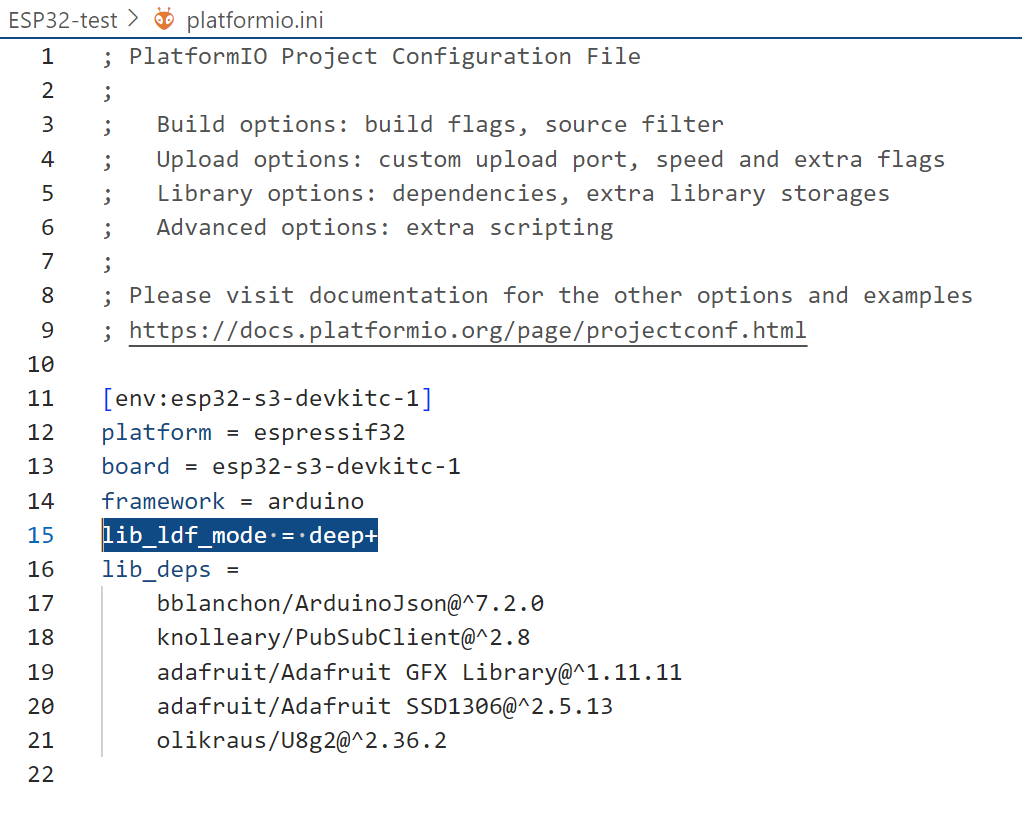 ESP32-test > platformio.ini
1 ; PlatformIO Project Configuration File
2 ;
3 ;   Build options: build flags, source filter
4 ;   Upload options: custom upload port, speed and extra flags
5 ;   Library options: dependencies, extra library storages
6 ;   Advanced options: extra scripting
7 ;
8 ; Please visit documentation for the other options and examples
9 ; https://docs.platformio.org/page/projectconf.html
10
11 [env:esp32-s3-devkitc-1]
12 platform = espressif32
13 board = esp32-s3-devkitc-1
14 framework = arduino
15 lib_ldf_mode = deep+
16 lib_deps =
17     bblanchon/ArduinoJson@^7.2.0
18     knolleary/PubSubClient@^2.8
19     adafruit/Adafruit GFX Library@^1.11.11
20     adafruit/Adafruit SSD1306@^2.5.13
21     olikraus/U8g2@^2.36.2
22